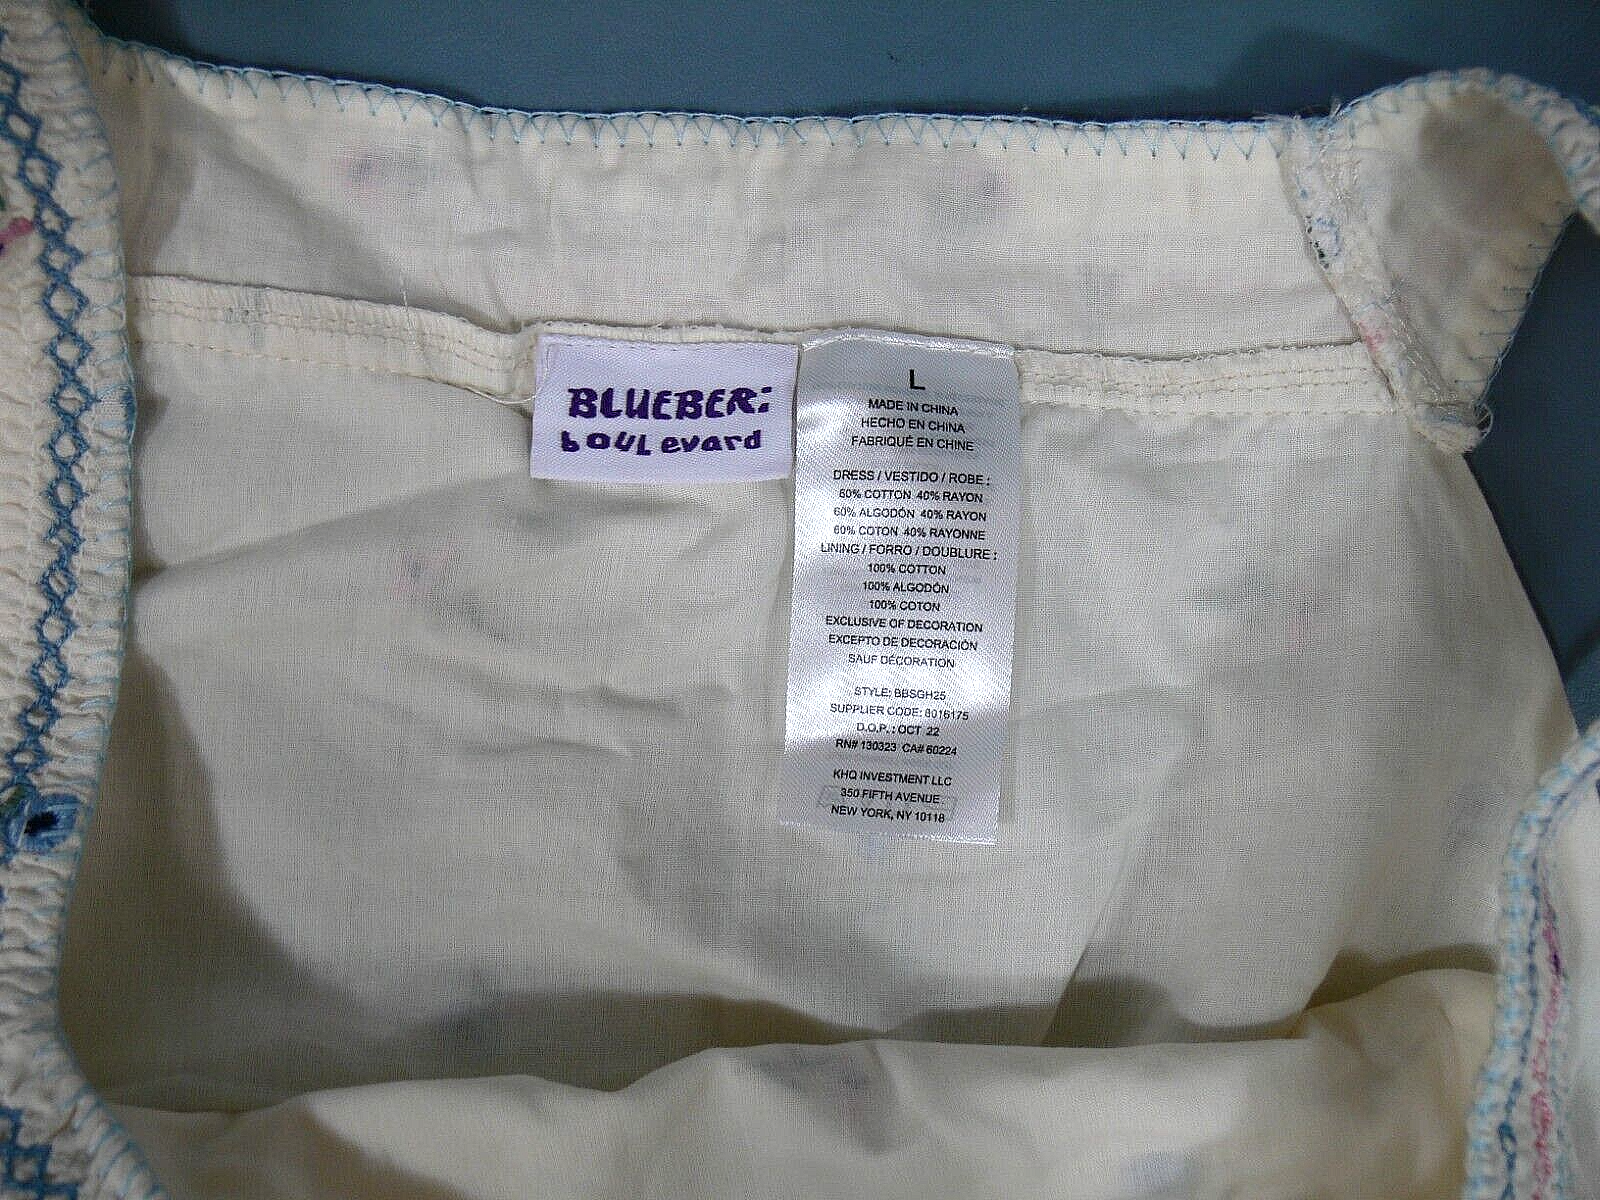 BLUEBER:
boulevard
L
MADE IN CHINA
HECHO EN CHINA
FABRIQUÉ EN CHINE
DRESS / VESTIDO / ROBE :
60% COTTON 40% RAYON
60% ALGODÓN 40% RAYON
60% COTON 40% RAYONNE
LINING / FORRO / DOUBLURE :
100% COTTON
100% ALGODÓN
100% COTON
EXCLUSIVE OF DECORATION
EXCEPTO DE DECORACIÓN
SAUF DÉCORATION
STYLE: BBSGH25
SUPPLIER CODE: 8016175
D.O.P. : OCT 22
RN# 130323 CA# 60224
KHQ INVESTMENT LLC
350 FIFTH AVENUE
NEW YORK, NY 10118